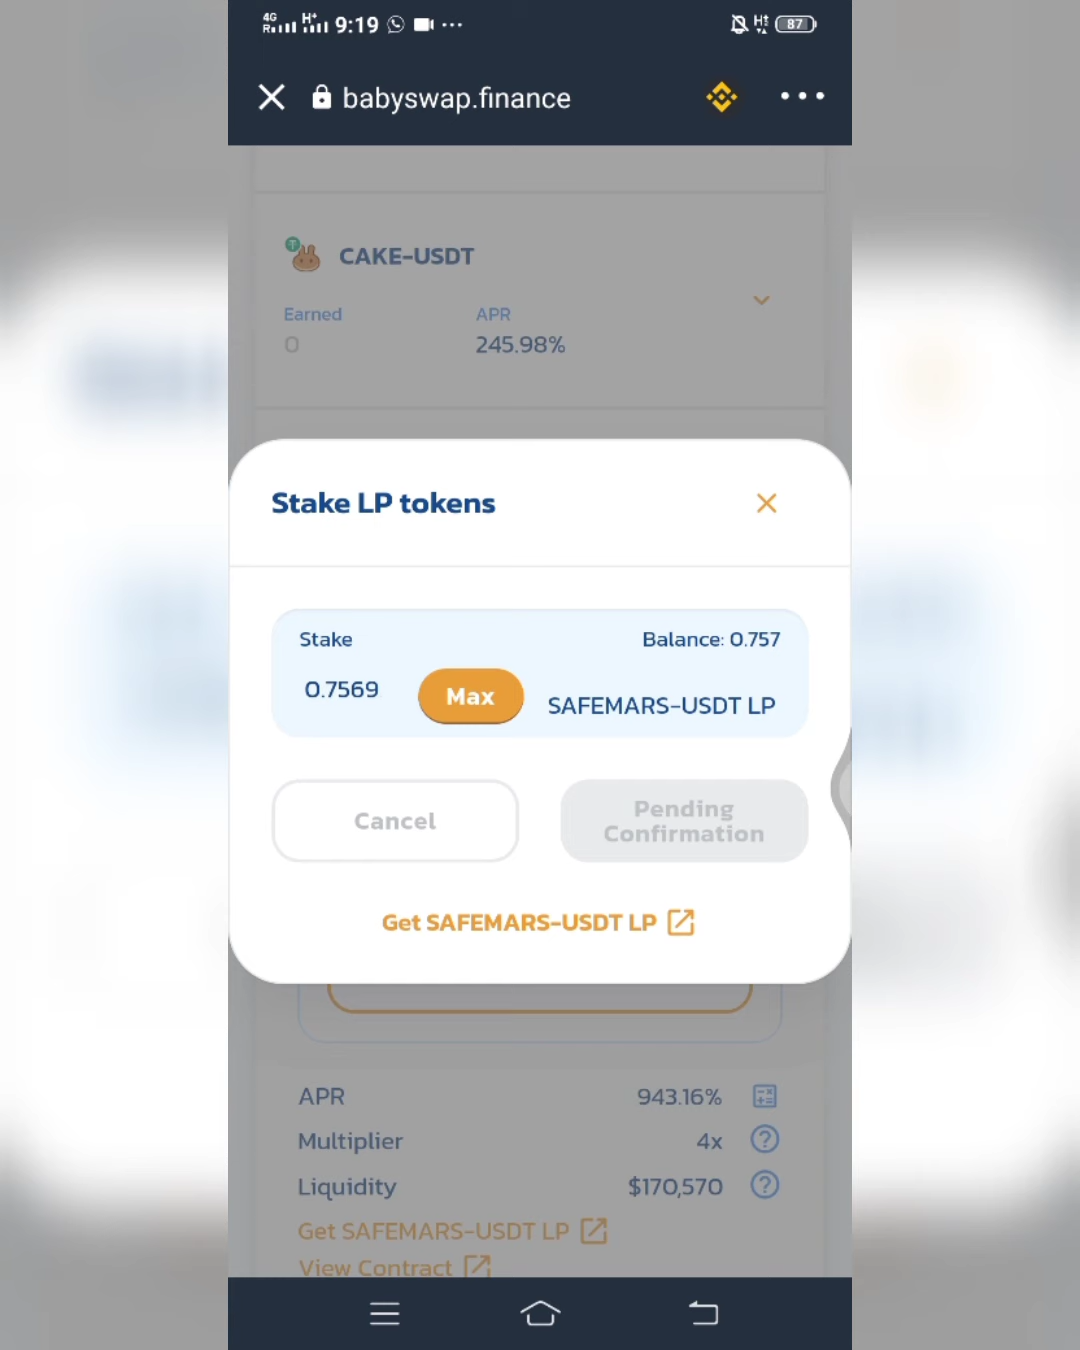 4G R H+ 9:19 87
babyswap.finance
CAKE-USDT
Earned APR
0 245.98%
Stake LP tokens
Stake Balance: 0.757
0.7569 Max SAFEMARS-USDT LP
Cancel Pending
Confirmation
Get SAFEMARS-USDT LP
APR 943.16%
Multiplier 4x
Liquidity $170,570
Get SAFEMARS-USDT LP
View Contract